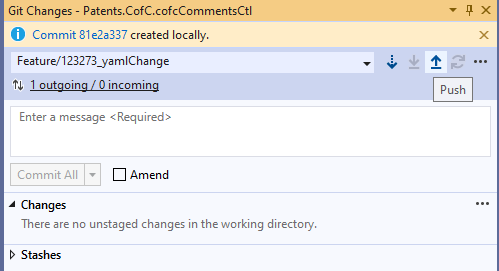 Git Changes - Patents.CofC.cofcCommentsCtl
Commit 81e2a337 created locally.
Feature/123273_yamlChange
1 outgoing / 0 incoming
Push
Enter a message <Required>
Commit All
Amend
Changes
There are no unstaged changes in the working directory.
Stashes